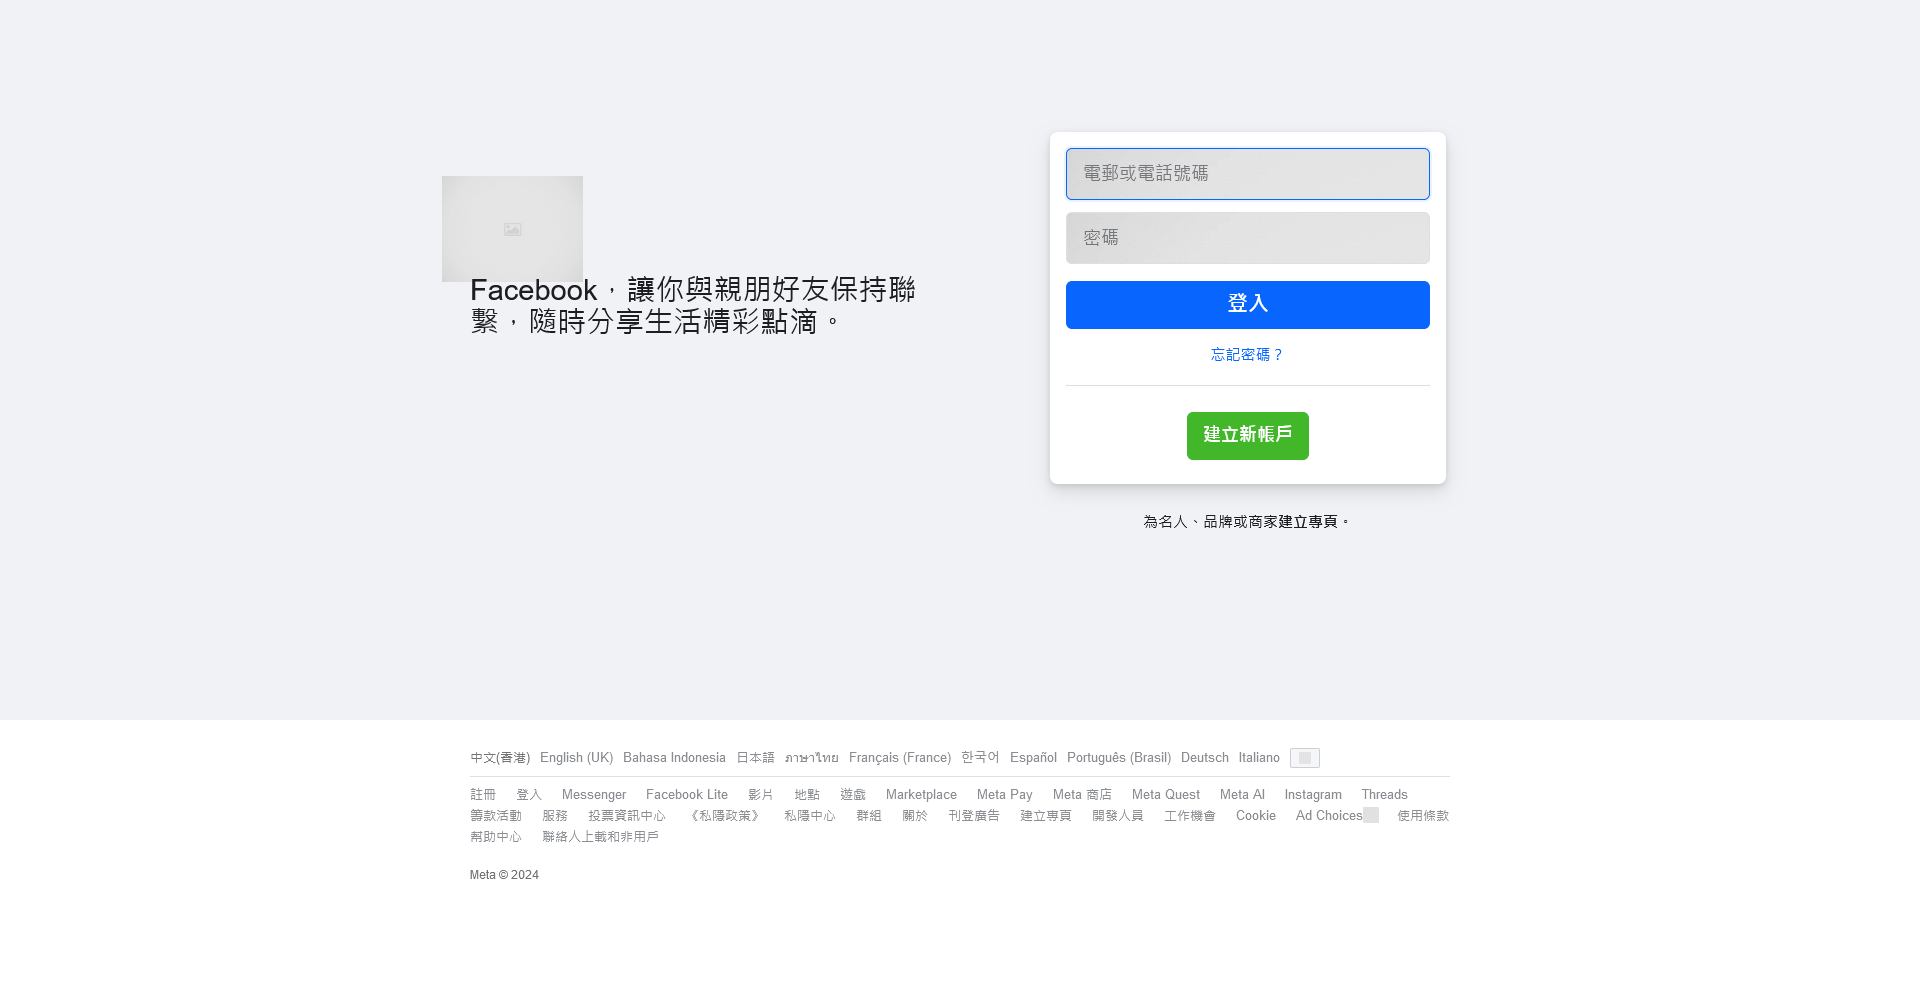 Facebook，讓你與親朋好友保持聯
繫，隨時分享生活精彩點滴。
電郵或電話號碼
密碼
登入
忘記密碼？
建立新帳戶
為名人、品牌或商家建立專頁。
中文(香港) English (UK) Bahasa Indonesia 日本語 ภาษาไทย Français (France) 한국어 Español Português (Brasil) Deutsch Italiano
註冊 登入 Messenger Facebook Lite 影片 地點 遊戲 Marketplace Meta Pay Meta 商店 Meta Quest Meta AI Instagram Threads
籌款活動 服務 投票資訊中心 《私隱政策》 私隱中心 群組 關於 刊登廣告 建立專頁 開發人員 工作機會 Cookie Ad Choices 使用條款
幫助中心 聯絡人上載和非用戶
Meta © 2024